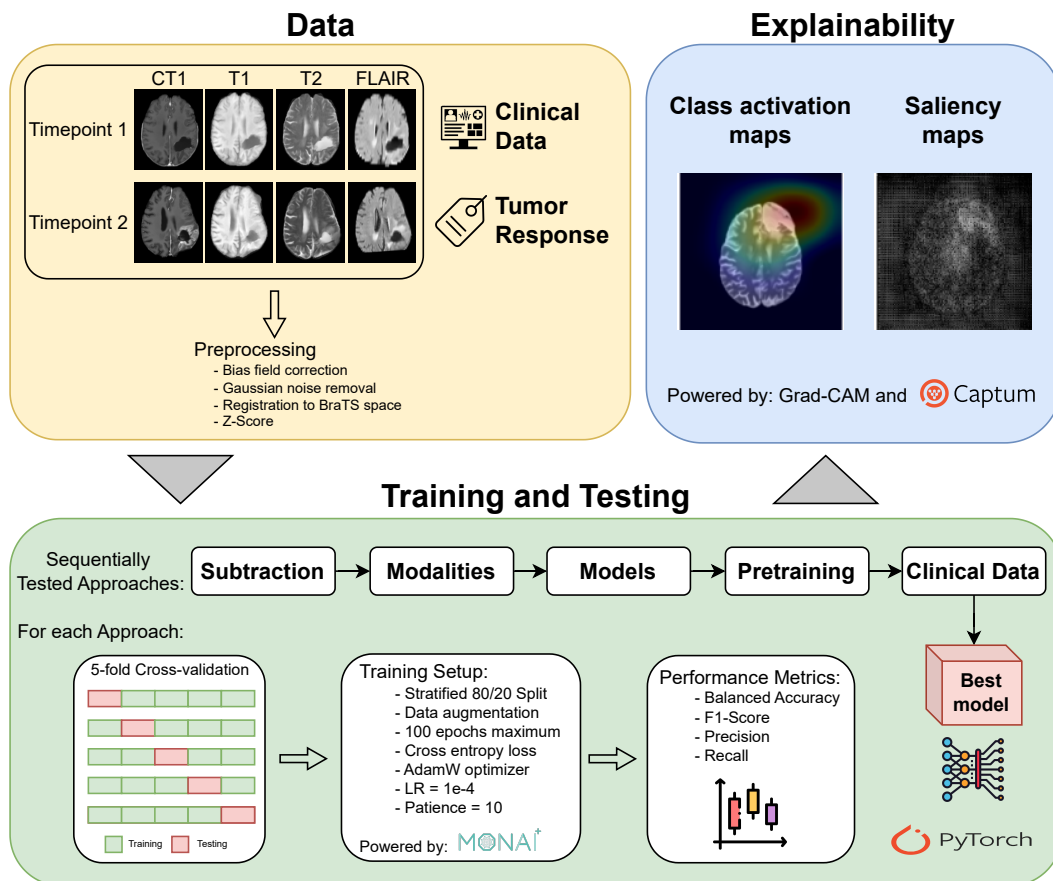 Data
CT1 T1 T2 FLAIR
Timepoint 1
Timepoint 2
Clinical
Data
Tumor
Response
Preprocessing
- Bias field correction
- Gaussian noise removal
- Registration to BraTS space
- Z-Score
Explainability
Class activation
maps
Saliency
maps
Powered by: Grad-CAM and Captum
Training and Testing
Sequentially
Tested Approaches:
Subtraction
Modalities
Models
Pretraining
Clinical Data
For each Approach:
5-fold Cross-validation
Training Testing
Training Setup:
- Stratified 80/20 Split
- Data augmentation
- 100 epochs maximum
- Cross entropy loss
- AdamW optimizer
- LR = 1e-4
- Patience = 10
Powered by: MONAI
Performance Metrics:
- Balanced Accuracy
- F1-Score
- Precision
- Recall
Best
model
PyTorch